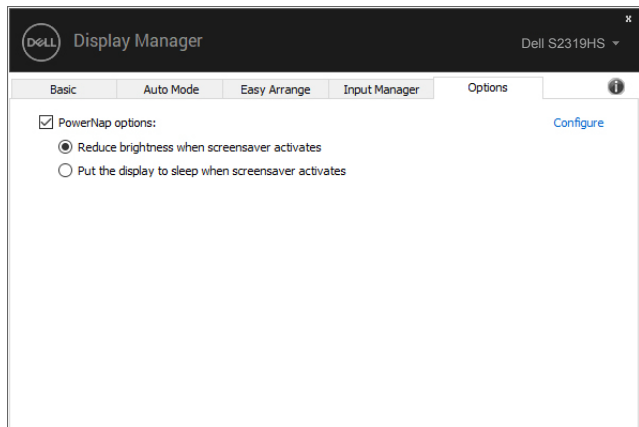 x
DELL Display Manager Dell S2319HS
Basic Auto Mode Easy Arrange Input Manager Options i
PowerNap options: Configure
Reduce brightness when screensaver activates
Put the display to sleep when screensaver activates